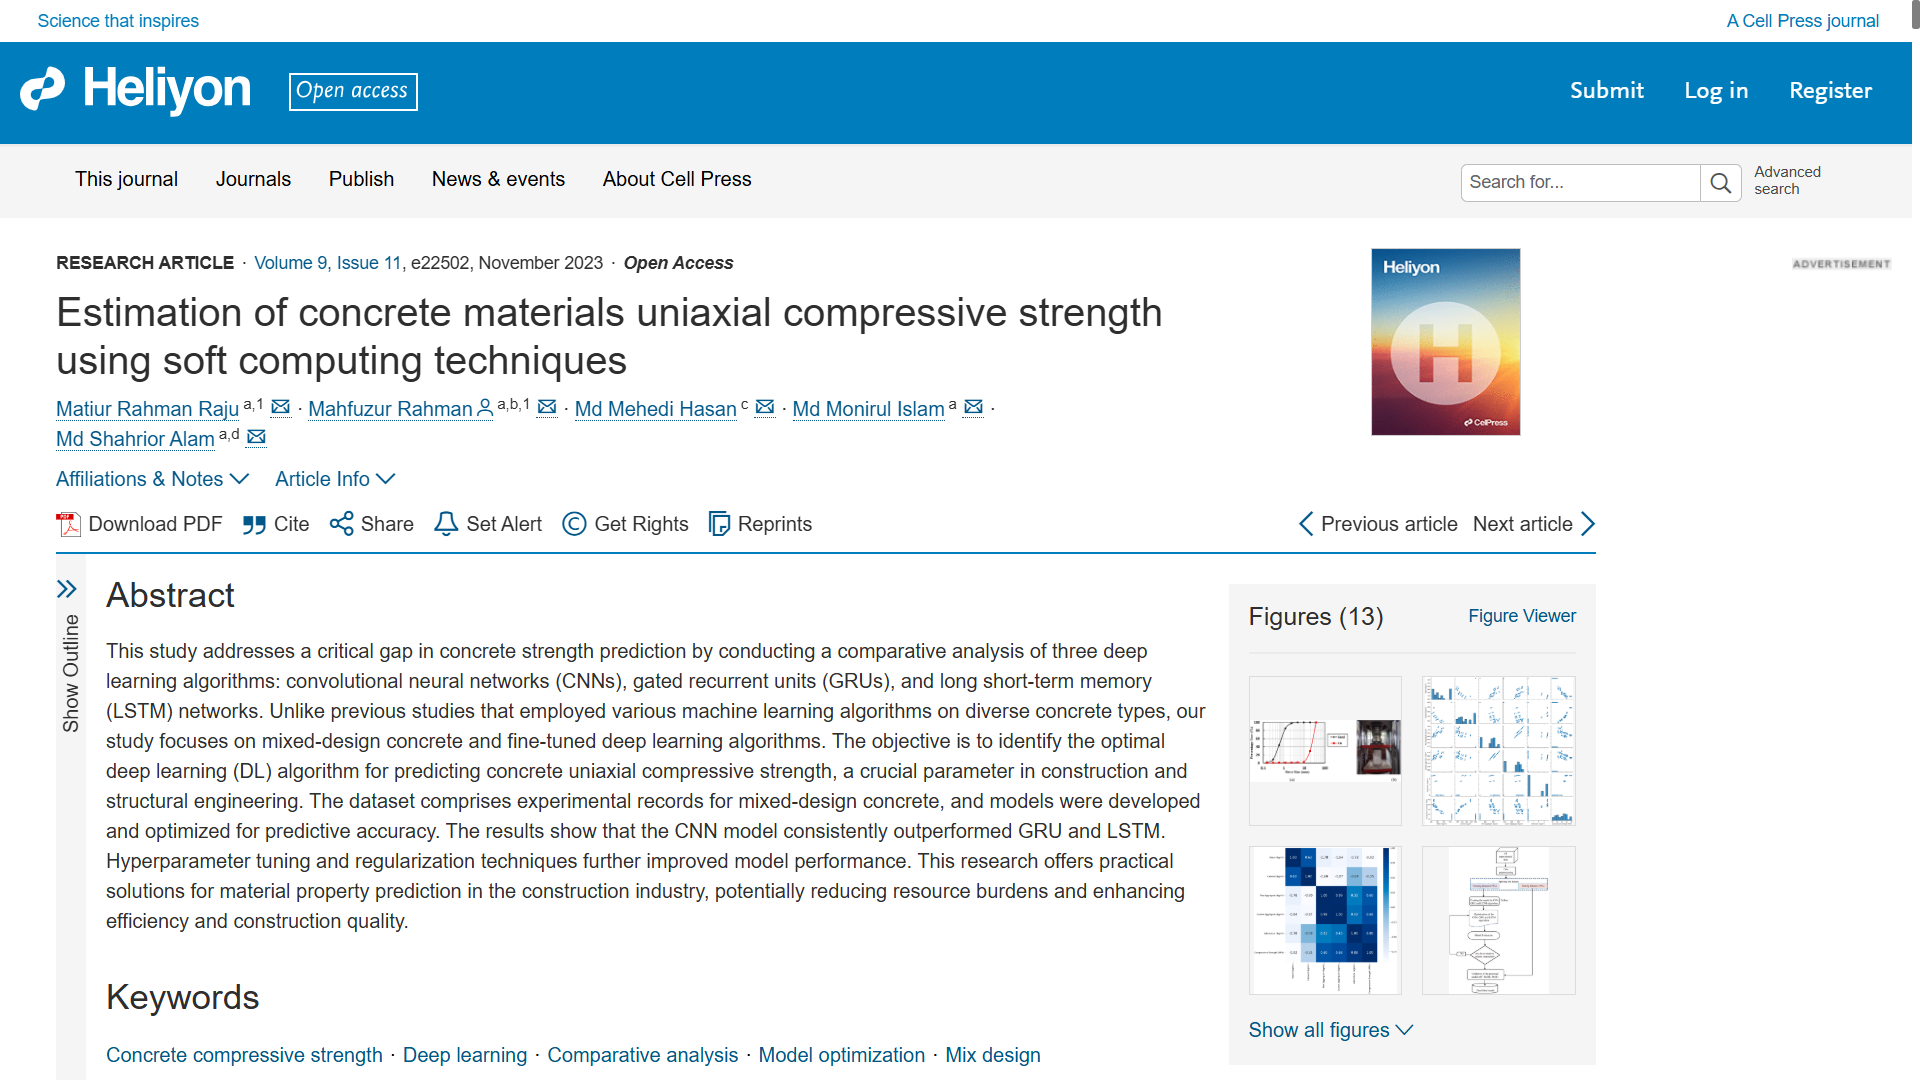 Science that inspires
A Cell Press journal
Heliyon
Open access
Submit
Log in
Register
This journal
Journals
Publish
News & events
About Cell Press
Search for...
Advanced
search
RESEARCH ARTICLE · Volume 9, Issue 11, e22502, November 2023 · Open Access
Estimation of concrete materials uniaxial compressive strength
using soft computing techniques
Matiur Rahman Raju a,1 · Mahfuzur Rahman a,b,1 · Md Mehedi Hasan c · Md Monirul Islam a ·
Md Shahrior Alam a,d
Affiliations & Notes
Article Info
Heliyon
CelPress
ADVERTISEMENT
Download PDF
Cite
Share
Set Alert
Get Rights
Reprints
Previous article
Next article
Show Outline
Abstract
This study addresses a critical gap in concrete strength prediction by conducting a comparative analysis of three deep
learning algorithms: convolutional neural networks (CNNs), gated recurrent units (GRUs), and long short-term memory
(LSTM) networks. Unlike previous studies that employed various machine learning algorithms on diverse concrete types, our
study focuses on mixed-design concrete and fine-tuned deep learning algorithms. The objective is to identify the optimal
deep learning (DL) algorithm for predicting concrete uniaxial compressive strength, a crucial parameter in construction and
structural engineering. The dataset comprises experimental records for mixed-design concrete, and models were developed
and optimized for predictive accuracy. The results show that the CNN model consistently outperformed GRU and LSTM.
Hyperparameter tuning and regularization techniques further improved model performance. This research offers practical
solutions for material property prediction in the construction industry, potentially reducing resource burdens and enhancing
efficiency and construction quality.
Keywords
Concrete compressive strength · Deep learning · Comparative analysis · Model optimization · Mix design
Figures (13)
Figure Viewer
Show all figures